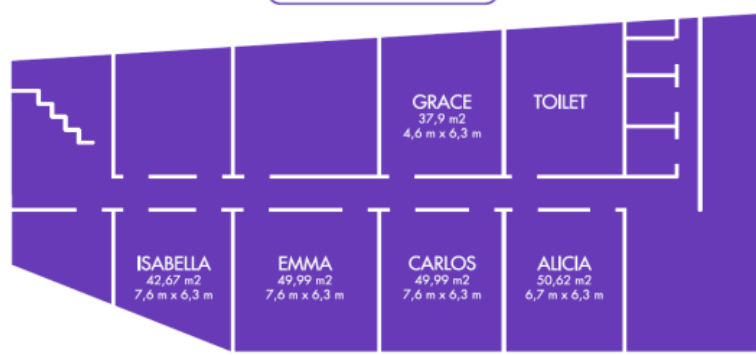 GRACE
37,9 m2
4,6 m x 6,3 m
TOILET
ISABELLA
42,67 m2
7,6 m x 6,3 m
EMMA
49,99 m2
7,6 m x 6,3 m
CARLOS
49,99 m2
7,6 m x 6,3 m
ALICIA
50,62 m2
6,7 m x 6,3 m